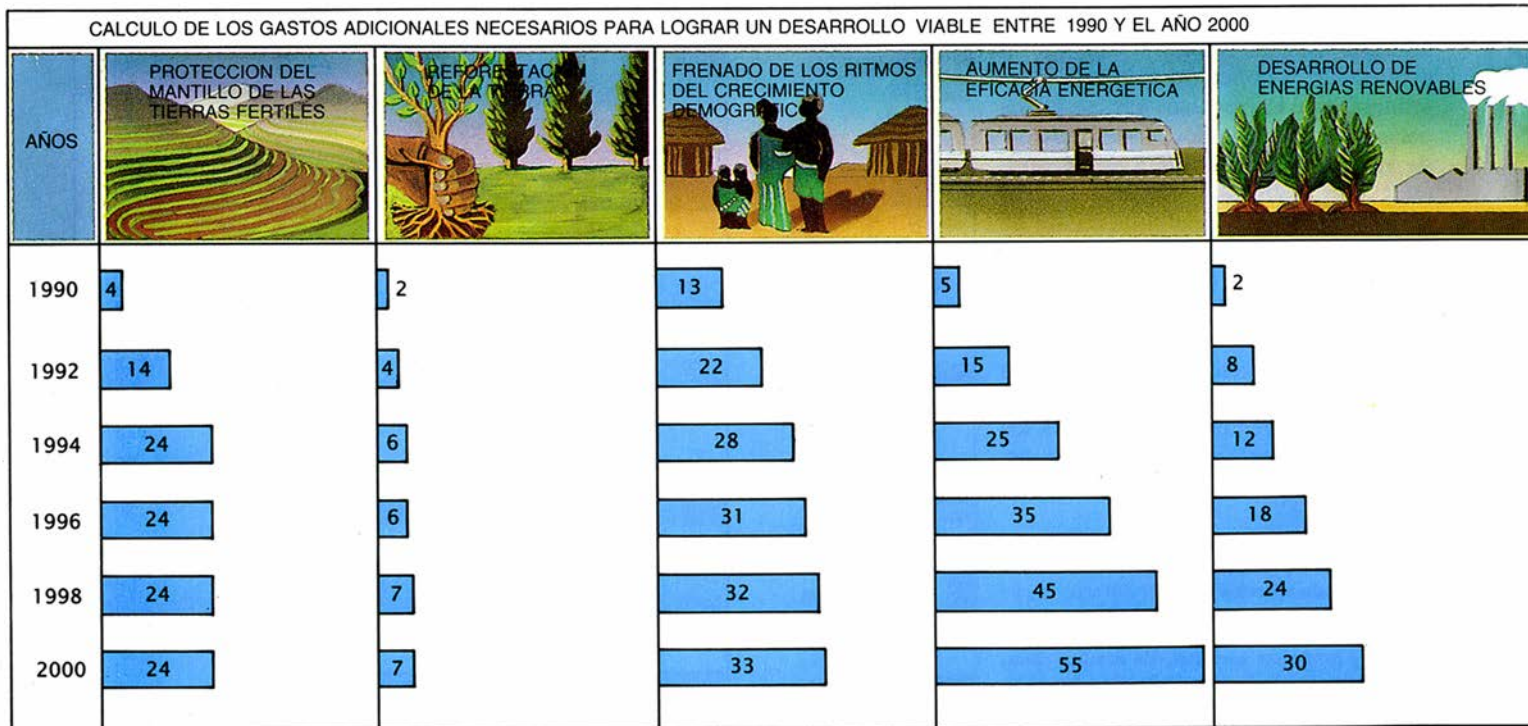 CALCULO DE LOS GASTOS ADICIONALES NECESARIOS PARA LOGRAR UN DESARROLLO VIABLE ENTRE 1990 Y EL AÑO 2000
AÑOS
PROTECCION DEL
MANTILLO DE LAS
TIERRAS FERTILES
REFORESTACION
DE LA TIERRA
FRENADO DE LOS RITMOS
DEL CRECIMIENTO
DEMOGRAFICO
AUMENTO DE LA
EFICACIA ENERGETICA
DESARROLLO DE
ENERGIAS RENOVABLES
1990 4 2 13 5 2
1992 14 4 22 15 8
1994 24 6 28 25 12
1996 24 6 31 35 18
1998 24 7 32 45 24
2000 24 7 33 55 30